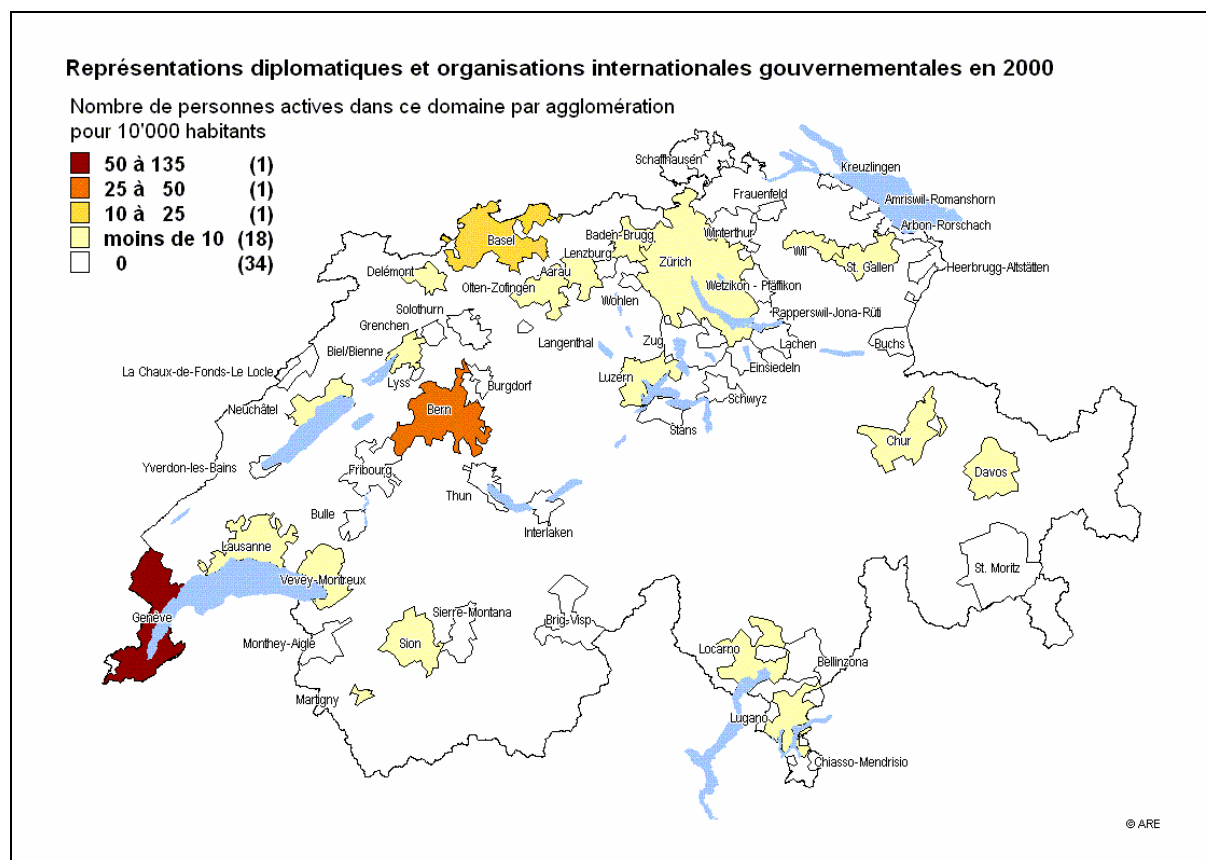 Représentations diplomatiques et organisations internationales gouvernementales en 2000
Nombre de personnes actives dans ce domaine par agglomération
pour 10'000 habitants
50 à 135 (1)
25 à 50 (1)
10 à 25 (1)
moins de 10 (18)
0 (34)
Schaffhausen
Kreuzlingen
Frauenfeld
Amriswil-Romanshorn
Arbon-Rorschach
Basel
Baden-Brugg
Winterthur
Wil
Lenzburg
Zürich
St. Gallen
Heerbrugg-Altstätten
Delémont
Aarau
Olten-Zofingen
Wetzikon - Pfäffikon
Wohlen
Solothurn
Rapperswil-Jona-Rüti
Grenchen
Langenthal
Zug
Lachen
Buchs
Biel/Bienne
Einsiedeln
La Chaux-de-Fonds-Le Locle
Lyss
Burgdorf
Luzern
Schwyz
Neuchâtel
Bern
Stans
Chur
Yverdon-les-Bains
Fribourg
Davos
Thun
Bulle
Interlaken
Lausanne
St. Moritz
Vevey-Montreux
Genève
Sierre-Montana
Brig-Visp
Monthey-Aigle
Sion
Locarno
Bellinzona
Martigny
Lugano
Chiasso-Mendrisio
© ARE